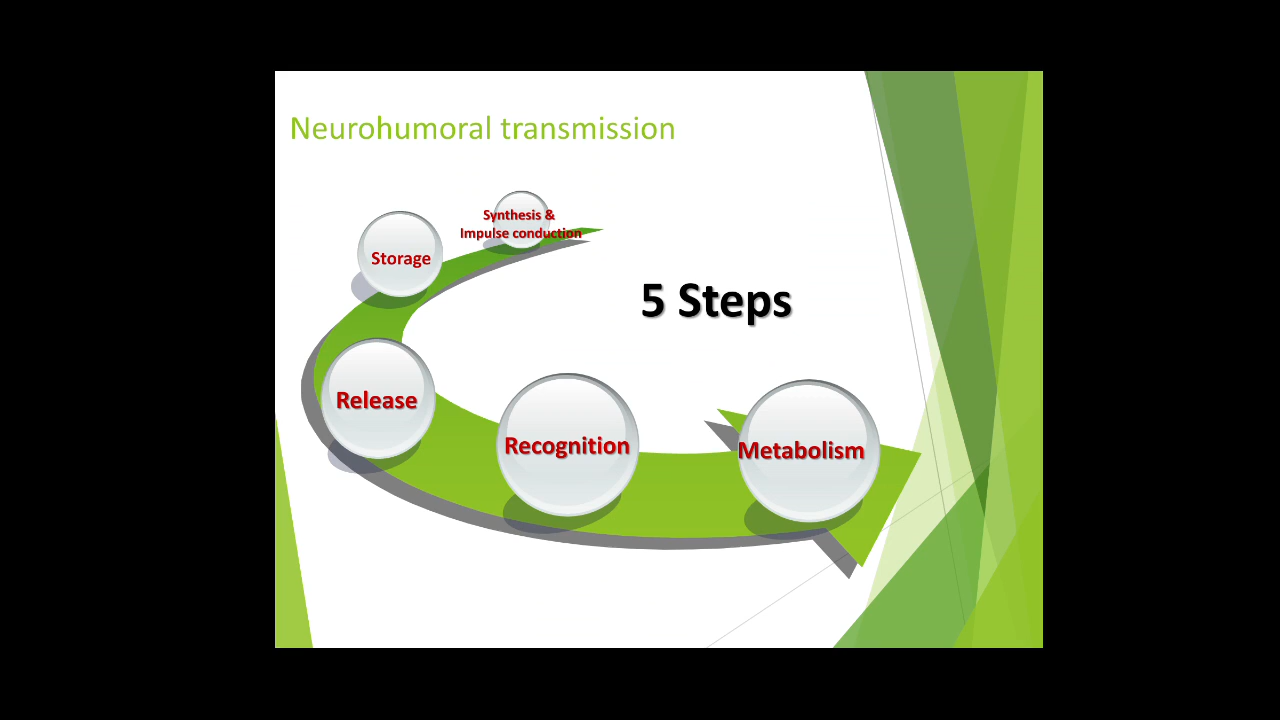 Neurohumoral transmission
Synthesis &
Impulse conduction
Storage
5 Steps
Release
Recognition
Metabolism